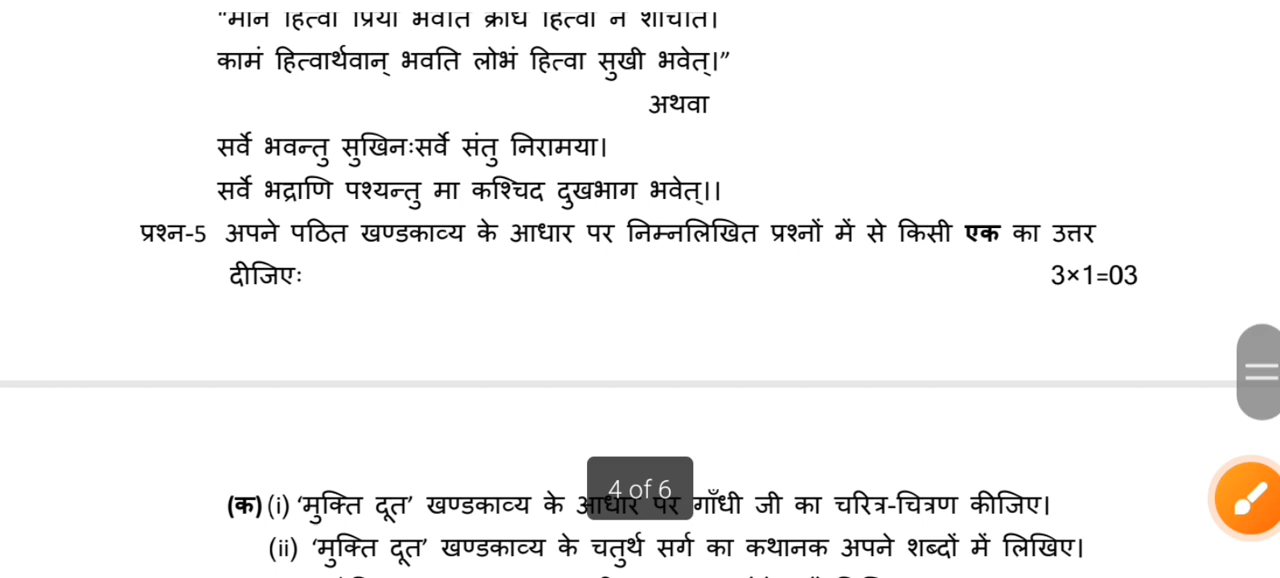 "मानं हित्वा प्रियो भवति क्रोधं हित्वा न शोचति।
कामं हित्वार्थवान् भवति लोभं हित्वा सुखी भवेत्।”
अथवा
सर्वे भवन्तु सुखिनःसर्वे संतु निरामया।
सर्वे भद्राणि पश्यन्तु मा कश्चिद दुखभाग भवेत्।।
प्रश्न-5 अपने पठित खण्डकाव्य के आधार पर निम्नलिखित प्रश्नों में से किसी एक का उत्तर
दीजिएः 3×1=03
4 of 6
(क) (i) ‘मुक्ति दूत’ खण्डकाव्य के आधार पर गाँधी जी का चरित्र-चित्रण कीजिए।
(ii) ‘मुक्ति दूत’ खण्डकाव्य के चतुर्थ सर्ग का कथानक अपने शब्दों में लिखिए।